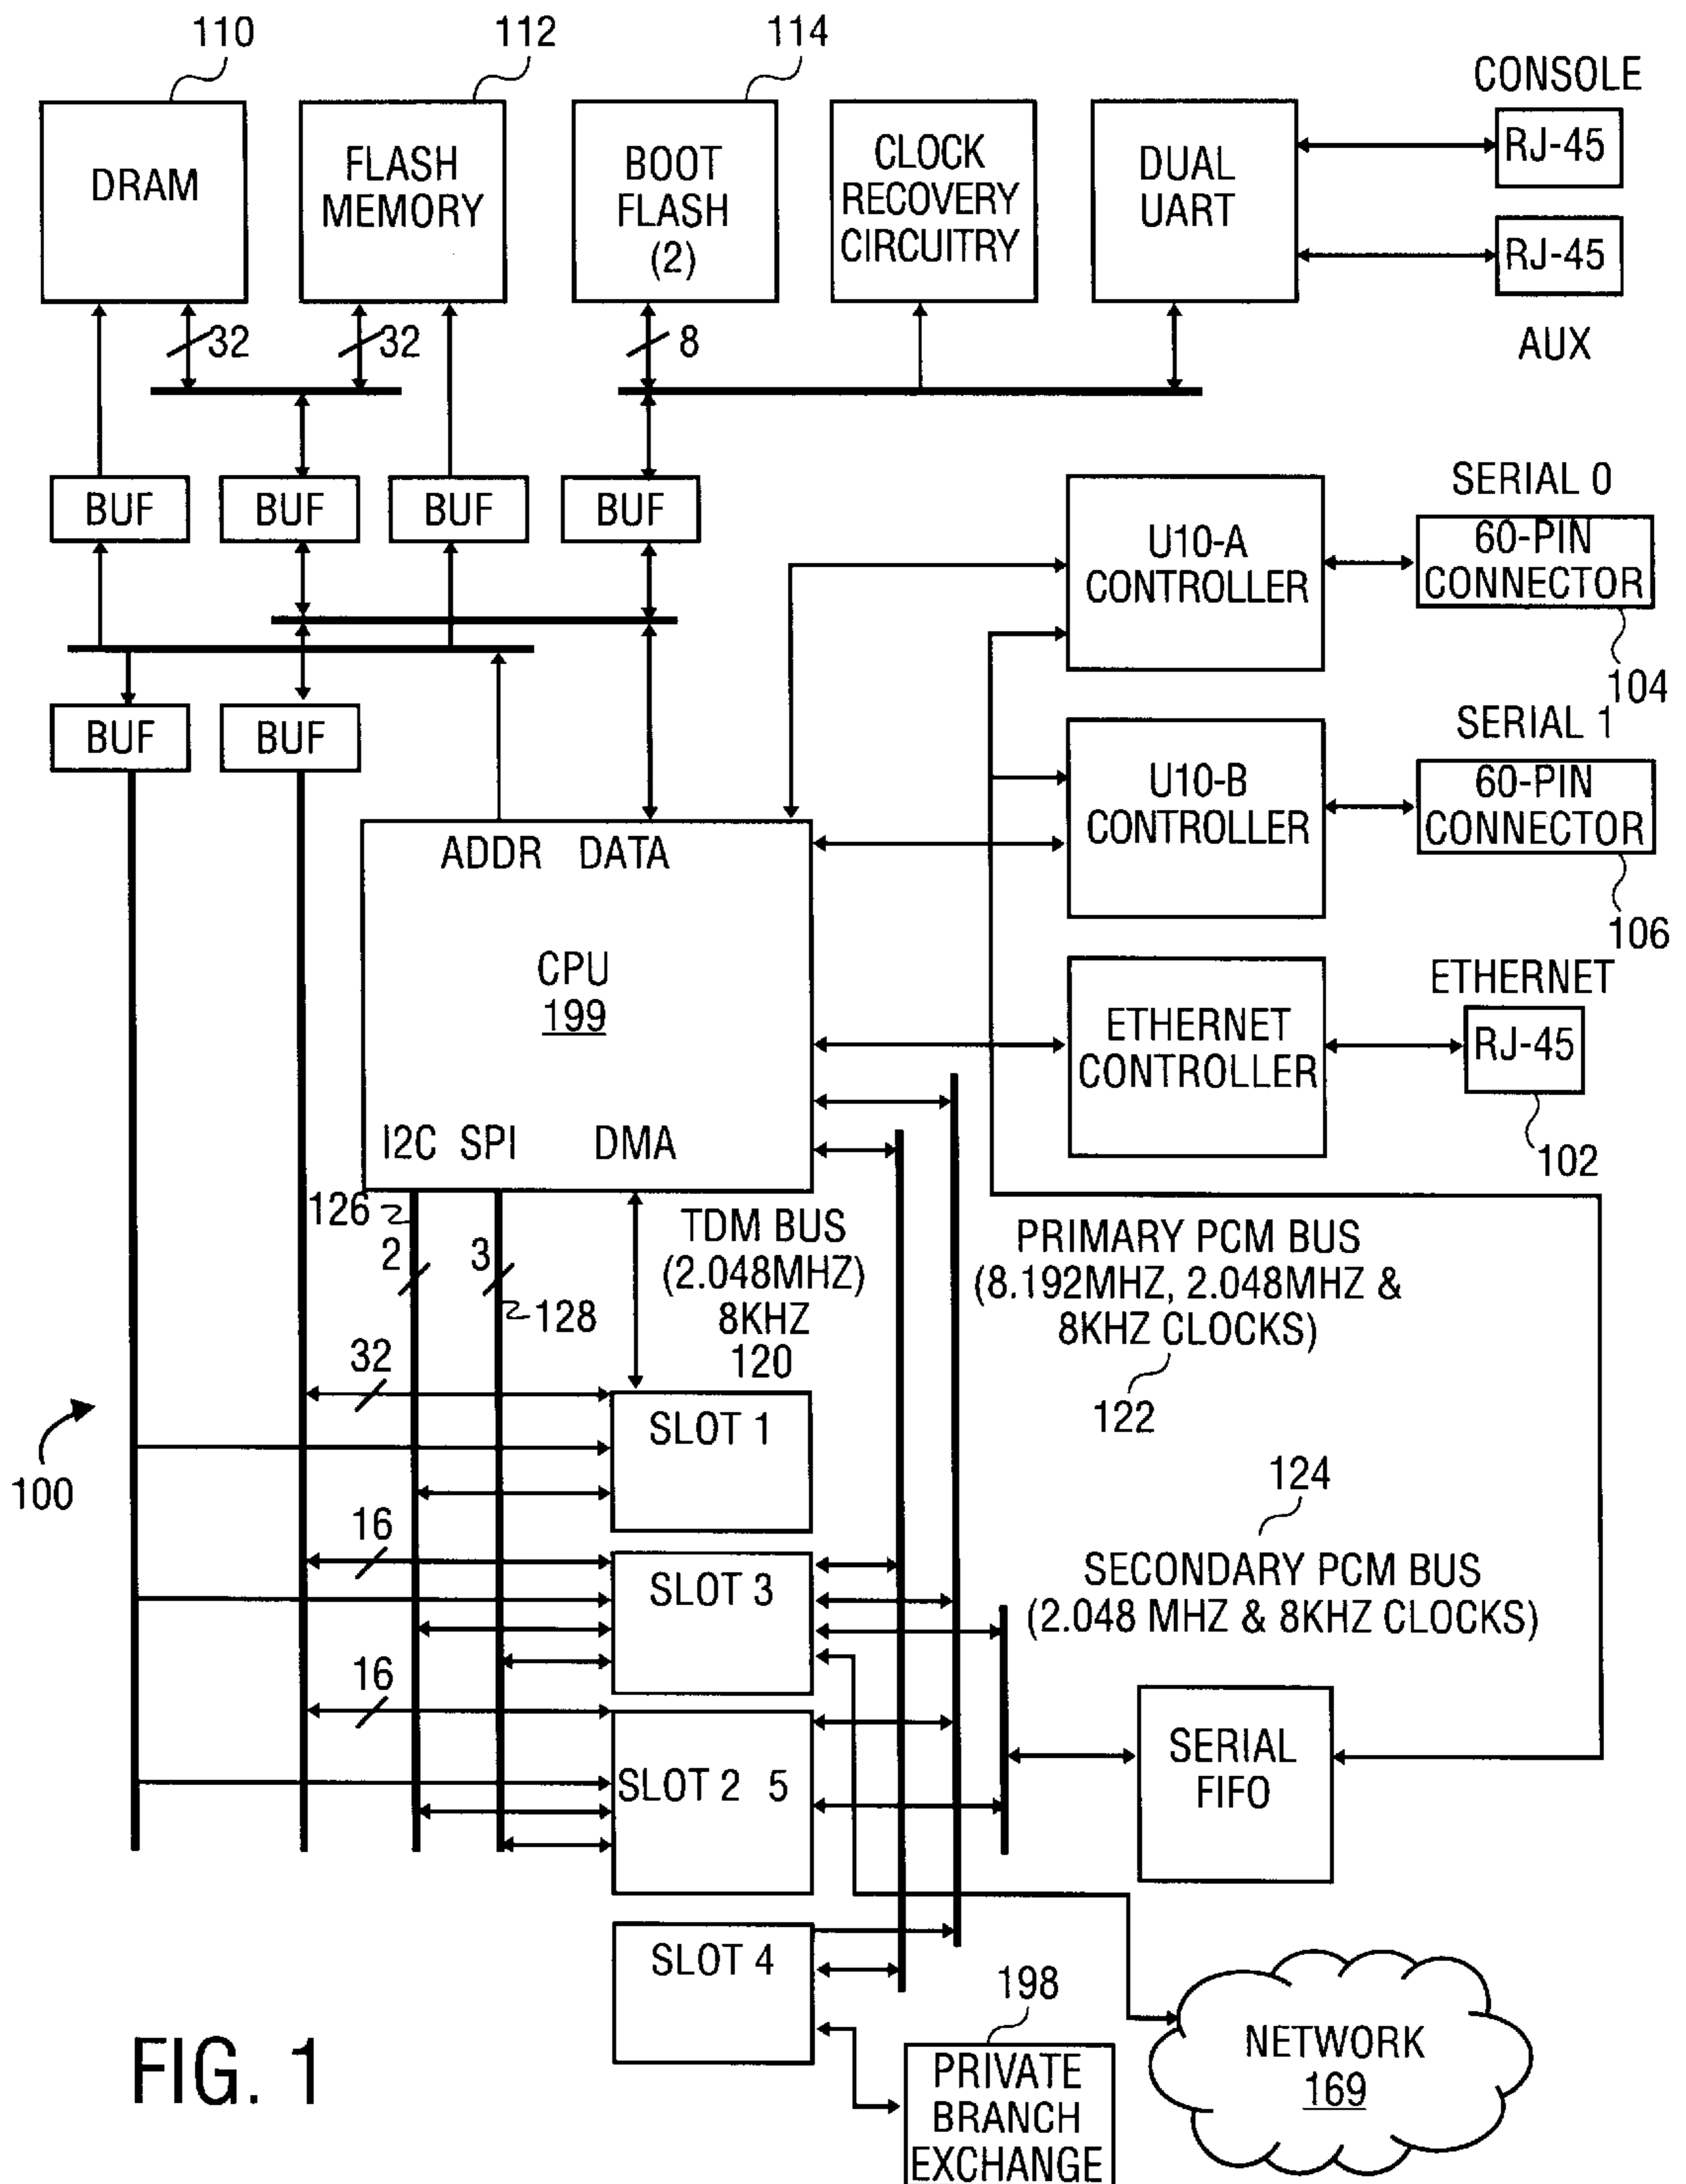 110
112
114
CONSOLE
DRAM
FLASH
MEMORY
BOOT
FLASH
(2)
CLOCK
RECOVERY
CIRCUITRY
DUAL
UART
RJ-45
RJ-45
AUX
32
32
8
BUF
BUF
BUF
BUF
SERIAL 0
U10-A
CONTROLLER
60-PIN
CONNECTOR
104
BUF
BUF
SERIAL 1
U10-B
CONTROLLER
60-PIN
CONNECTOR
106
ADDR DATA
CPU
199
I2C SPI DMA
ETHERNET
ETHERNET
CONTROLLER
RJ-45
102
126
2
3
128
TDM BUS
(2.048MHZ)
8KHZ
120
PRIMARY PCM BUS
(8.192MHZ, 2.048MHZ &
8KHZ CLOCKS)
122
32
SLOT 1
100
124
16
SLOT 3
SECONDARY PCM BUS
(2.048 MHZ & 8KHZ CLOCKS)
16
SLOT 2 5
SERIAL
FIFO
SLOT 4
198
PRIVATE
BRANCH
EXCHANGE
NETWORK
169
FIG. 1